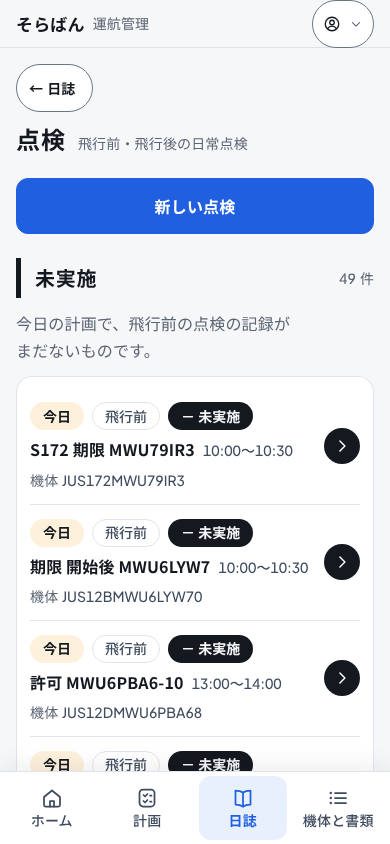 そらばん 運航管理
← 日誌
点検 飛行前・飛行後の日常点検
新しい点検
未実施 49 件
今日の計画で、飛行前の点検の記録が
まだないものです。
今日 飛行前 － 未実施
S172 期限 MWU79IR3 10:00〜10:30
機体 JUS172MWU79IR3
今日 飛行前 － 未実施
期限 開始後 MWU6LYW7 10:00〜10:30
機体 JUS12BMWU6LYW70
今日 飛行前 － 未実施
許可 MWU6PBA6-10 13:00〜14:00
機体 JUS12DMWU6PBA68
今日 飛行前 － 未実施
ホーム 計画 日誌 機体と書類